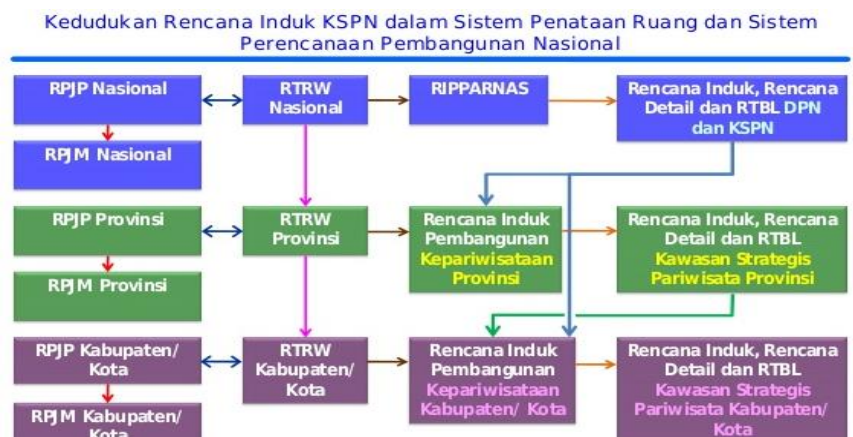 Kedudukan Rencana Induk KSPN dalam Sistem Penataan Ruang dan Sistem
Perencanaan Pembangunan Nasional
RPJP Nasional
RTRW
Nasional
RIPPARNAS
Rencana Induk, Rencana
Detail dan RTBL DPN
dan KSPN
RPJM Nasional
RPJP Provinsi
RTRW
Provinsi
Rencana Induk
Pembangunan
Kepariwisataan
Provinsi
Rencana Induk, Rencana
Detail dan RTBL
Kawasan Strategis
Pariwisata Provinsi
RPJM Provinsi
RPJP Kabupaten/
Kota
RTRW
Kabupaten/
Kota
Rencana Induk
Pembangunan
Kepariwisataan
Kabupaten/ Kota
Rencana Induk, Rencana
Detail dan RTBL
Kawasan Strategis
Pariwisata Kabupaten/
Kota
RPJM Kabupaten/
Kota